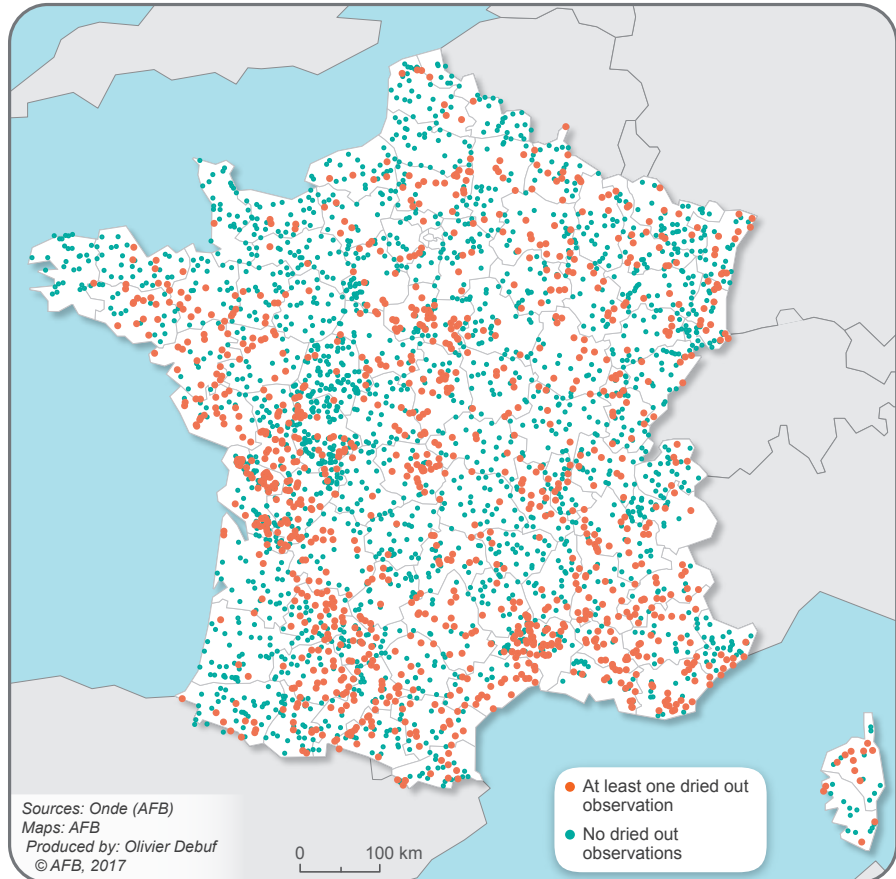 At least one dried out
observation
No dried out
observations
Sources: Onde (AFB)
Maps: AFB
Produced by: Olivier Debuf
© AFB, 2017
0 100 km